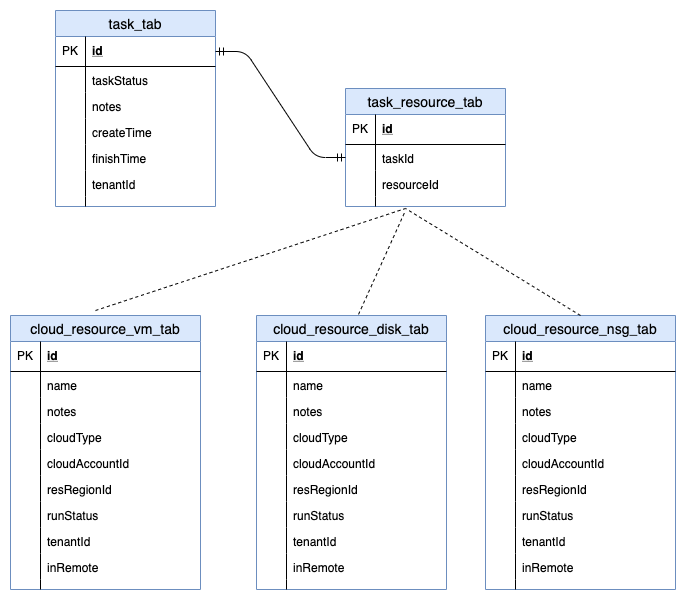 task_tab
PK id
taskStatus
notes
createTime
finishTime
tenantId
task_resource_tab
PK id
taskId
resourceId
cloud_resource_vm_tab
PK id
name
notes
cloudType
cloudAccountId
resRegionId
runStatus
tenantId
inRemote
cloud_resource_disk_tab
PK id
name
notes
cloudType
cloudAccountId
resRegionId
runStatus
tenantId
inRemote
cloud_resource_nsg_tab
PK id
name
notes
cloudType
cloudAccountId
resRegionId
runStatus
tenantId
inRemote